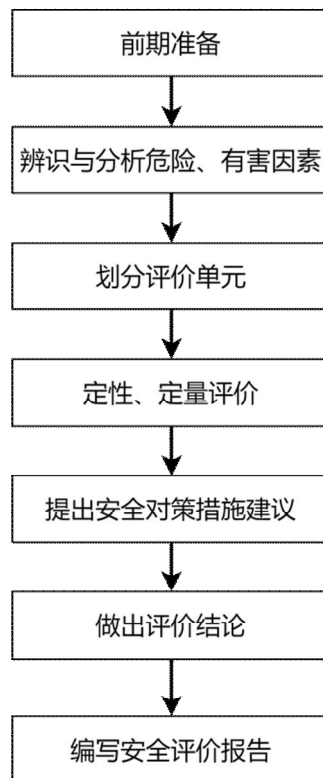 前期准备
辨识与分析危险、有害因素
划分评价单元
定性、定量评价
提出安全对策措施建议
做出评价结论
编写安全评价报告